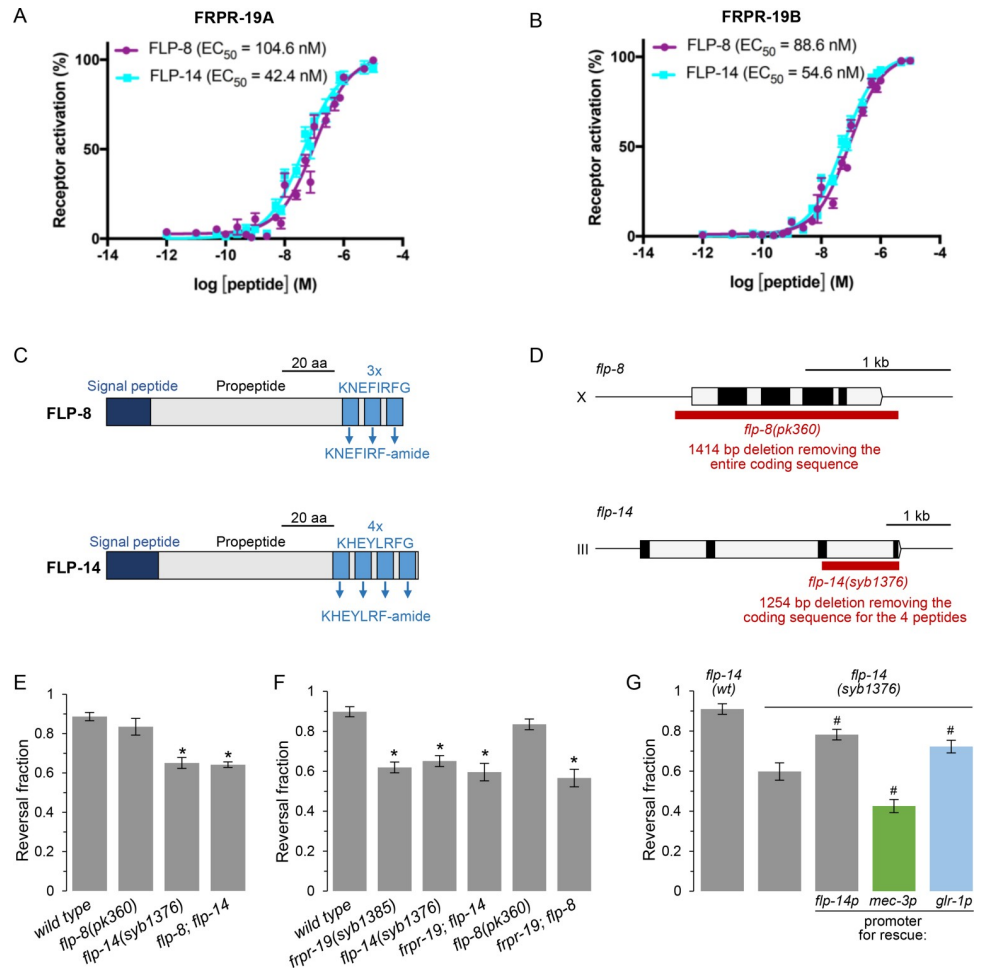 A
FRPR-19A
FLP-8 (EC50 = 104.6 nM)
FLP-14 (EC50 = 42.4 nM)
Receptor activation (%)
100
50
0
-14
-12
-10
-8
-6
-4
log [peptide] (M)
B
FRPR-19B
FLP-8 (EC50 = 88.6 nM)
FLP-14 (EC50 = 54.6 nM)
Receptor activation (%)
100
50
0
-14
-12
-10
-8
-6
-4
log [peptide] (M)
C
20 aa
3x
Signal peptide
Propeptide
KNEFIRFG
FLP-8
KNEFIRF-amide
20 aa
4x
Signal peptide
Propeptide
KHEYLRFG
FLP-14
KHEYLRF-amide
D
1 kb
flp-8
X
flp-8(pk360)
1414 bp deletion removing the
entire coding sequence
flp-14
1 kb
III
flp-14(syb1376)
1254 bp deletion removing the
coding sequence for the 4 peptides
E
Reversal fraction
1
0.8
0.6
0.4
0.2
0
* *
wild type
flp-8(pk360)
flp-14(syb1376)
flp-8; flp-14
F
Reversal fraction
1
0.8
0.6
0.4
0.2
0
* * * *
wild type
frpr-19(syb1385)
flp-14(syb1376)
frpr-19; flp-14
flp-8(pk360)
frpr-19; flp-8
G
flp-14
(wt)
flp-14
(syb1376)
Reversal fraction
1
0.8
0.6
0.4
0.2
0
# # #
flp-14p
mec-3p
glr-1p
promoter
for rescue: